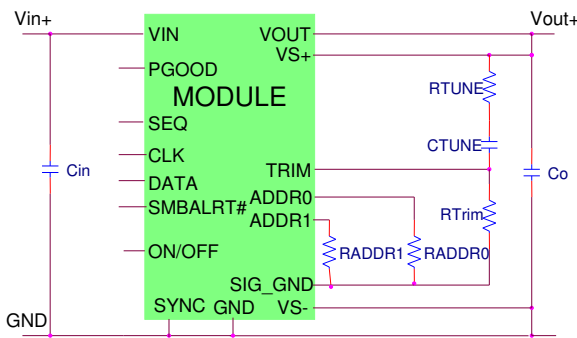 Vin+
Vout+
VIN
VOUT
VS+
PGOOD
RTUNE
MODULE
SEQ
CTUNE
CLK
TRIM
Cin
Co
DATA
ADDR0
SMBALRT#
RTrim
ADDR1
ON/OFF
RADDR1
RADDR0
SIG_GND
SYNC
GND
VS-
GND